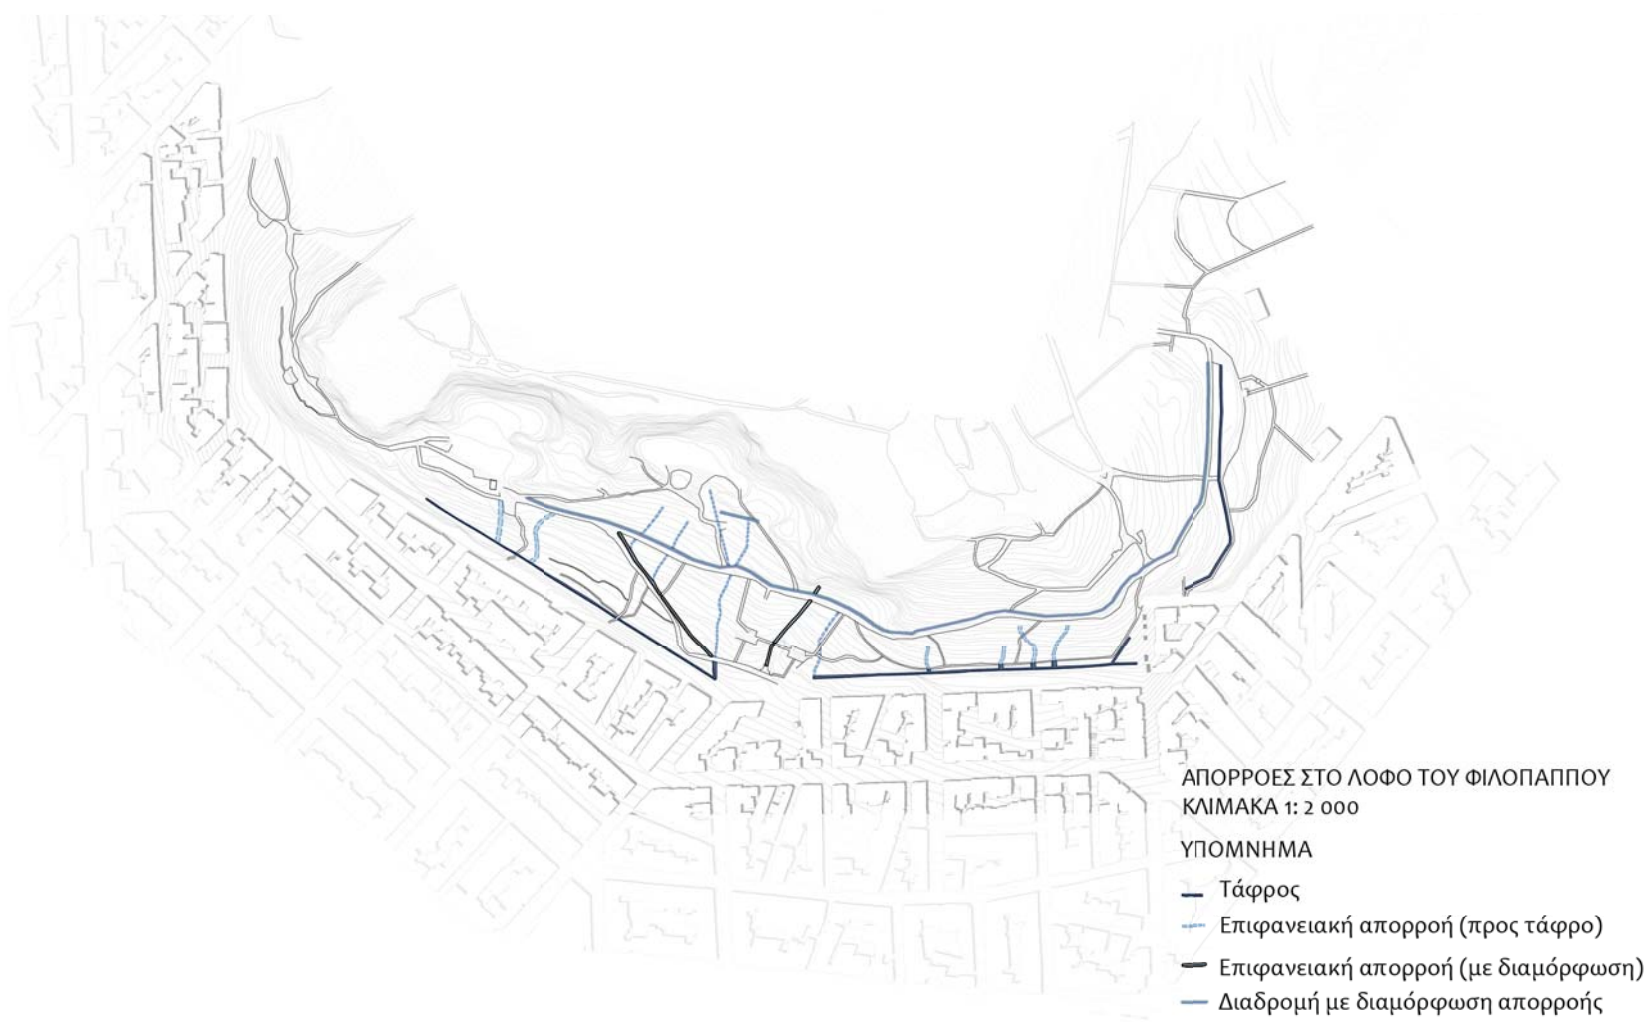 ΑΠΟΡΡΟΕΣ ΣΤΟ ΛΟΦΟ ΤΟΥ ΦΙΛΟΠΑΠΠΟΥ
ΚΛΙΜΑΚΑ 1: 2 000
ΥΠΟΜΝΗΜΑ
Τάφρος
Επιφανειακή απορροή (προς τάφρο)
Επιφανειακή απορροή (με διαμόρφωση)
Διαδρομή με διαμόρφωση απορροής